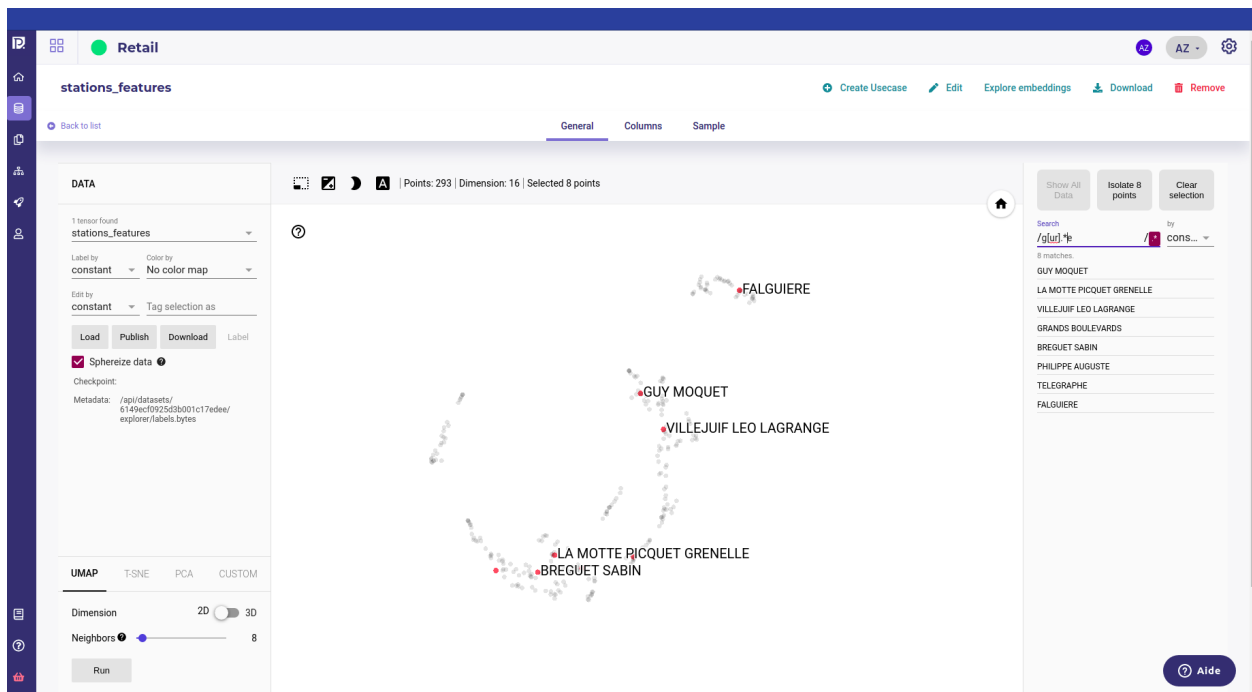 Retail
AZ
AZ
stations_features
Create Usecase
Edit
Explore embeddings
Download
Remove
Back to list
General
Columns
Sample
DATA
1 tensor found
stations_features
Label by
Color by
constant
No color map
Edit by
constant
Tag selection as
Load
Publish
Download
Label
Sphereize data
Checkpoint:
Metadata:
/api/datasets/
6149ecf0925d3b001c17edee/
explorer/labels.bytes
UMAP
T-SNE
PCA
CUSTOM
Dimension
2D
3D
Neighbors
8
Run
A
Points: 293 | Dimension: 16 | Selected 8 points
FALGUIERE
GUY MOQUET
VILLEJUIF LEO LAGRANGE
LA MOTTE PICQUET GRENELLE
BREGUET SABIN
Show All
Data
Isolate 8
points
Clear
selection
Search
by
/g[ur].*e
/ .*
cons...
8 matches.
GUY MOQUET
LA MOTTE PICQUET GRENELLE
VILLEJUIF LEO LAGRANGE
GRANDS BOULEVARDS
BREGUET SABIN
PHILIPPE AUGUSTE
TELEGRAPHE
FALGUIERE
Aide